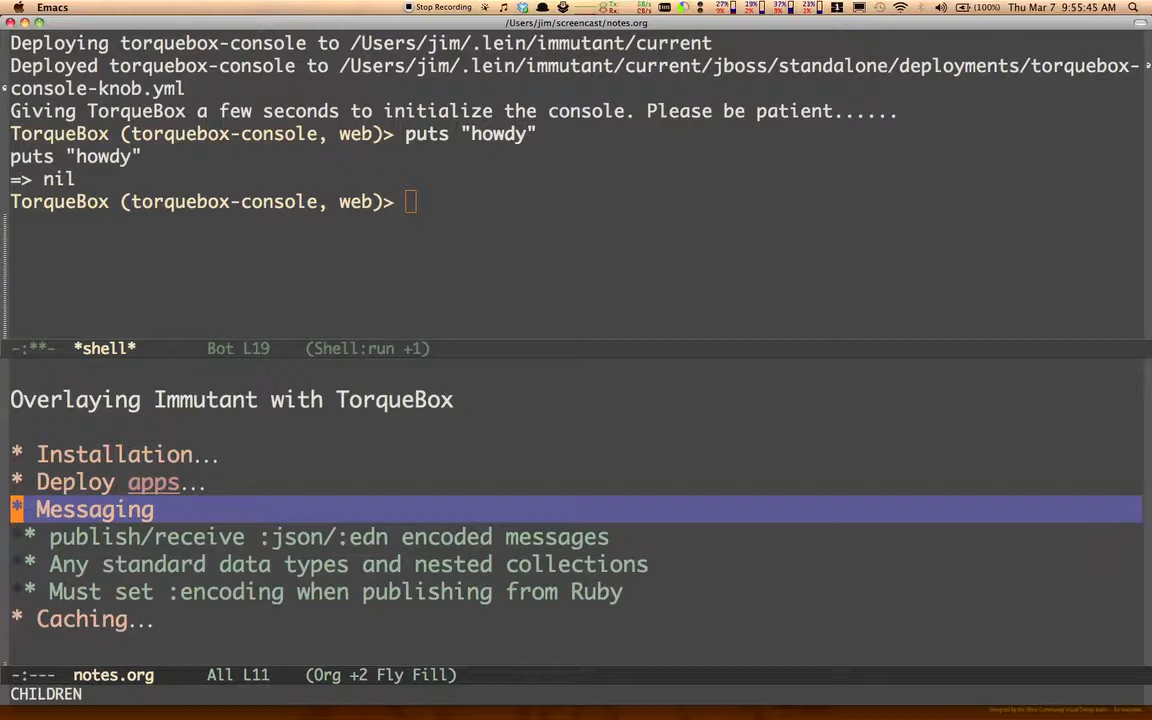 Emacs
Stop Recording
(100%) Thu Mar 7 9:55:45 AM
/Users/jim/screencast/notes.org
Deploying torquebox-console to /Users/jim/.lein/immutant/current
Deployed torquebox-console to /Users/jim/.lein/immutant/current/jboss/standalone/deployments/torquebox-
console-knob.yml
Giving TorqueBox a few seconds to initialize the console. Please be patient......
TorqueBox (torquebox-console, web)> puts "howdy"
puts "howdy"
=> nil
TorqueBox (torquebox-console, web)>
-:**- *shell* Bot L19 (Shell:run +1)
Overlaying Immutant with TorqueBox
* Installation...
* Deploy apps...
* Messaging
* publish/receive :json/:edn encoded messages
* Any standard data types and nested collections
* Must set :encoding when publishing from Ruby
* Caching...
-:--- notes.org All L11 (Org +2 Fly Fill)
CHILDREN